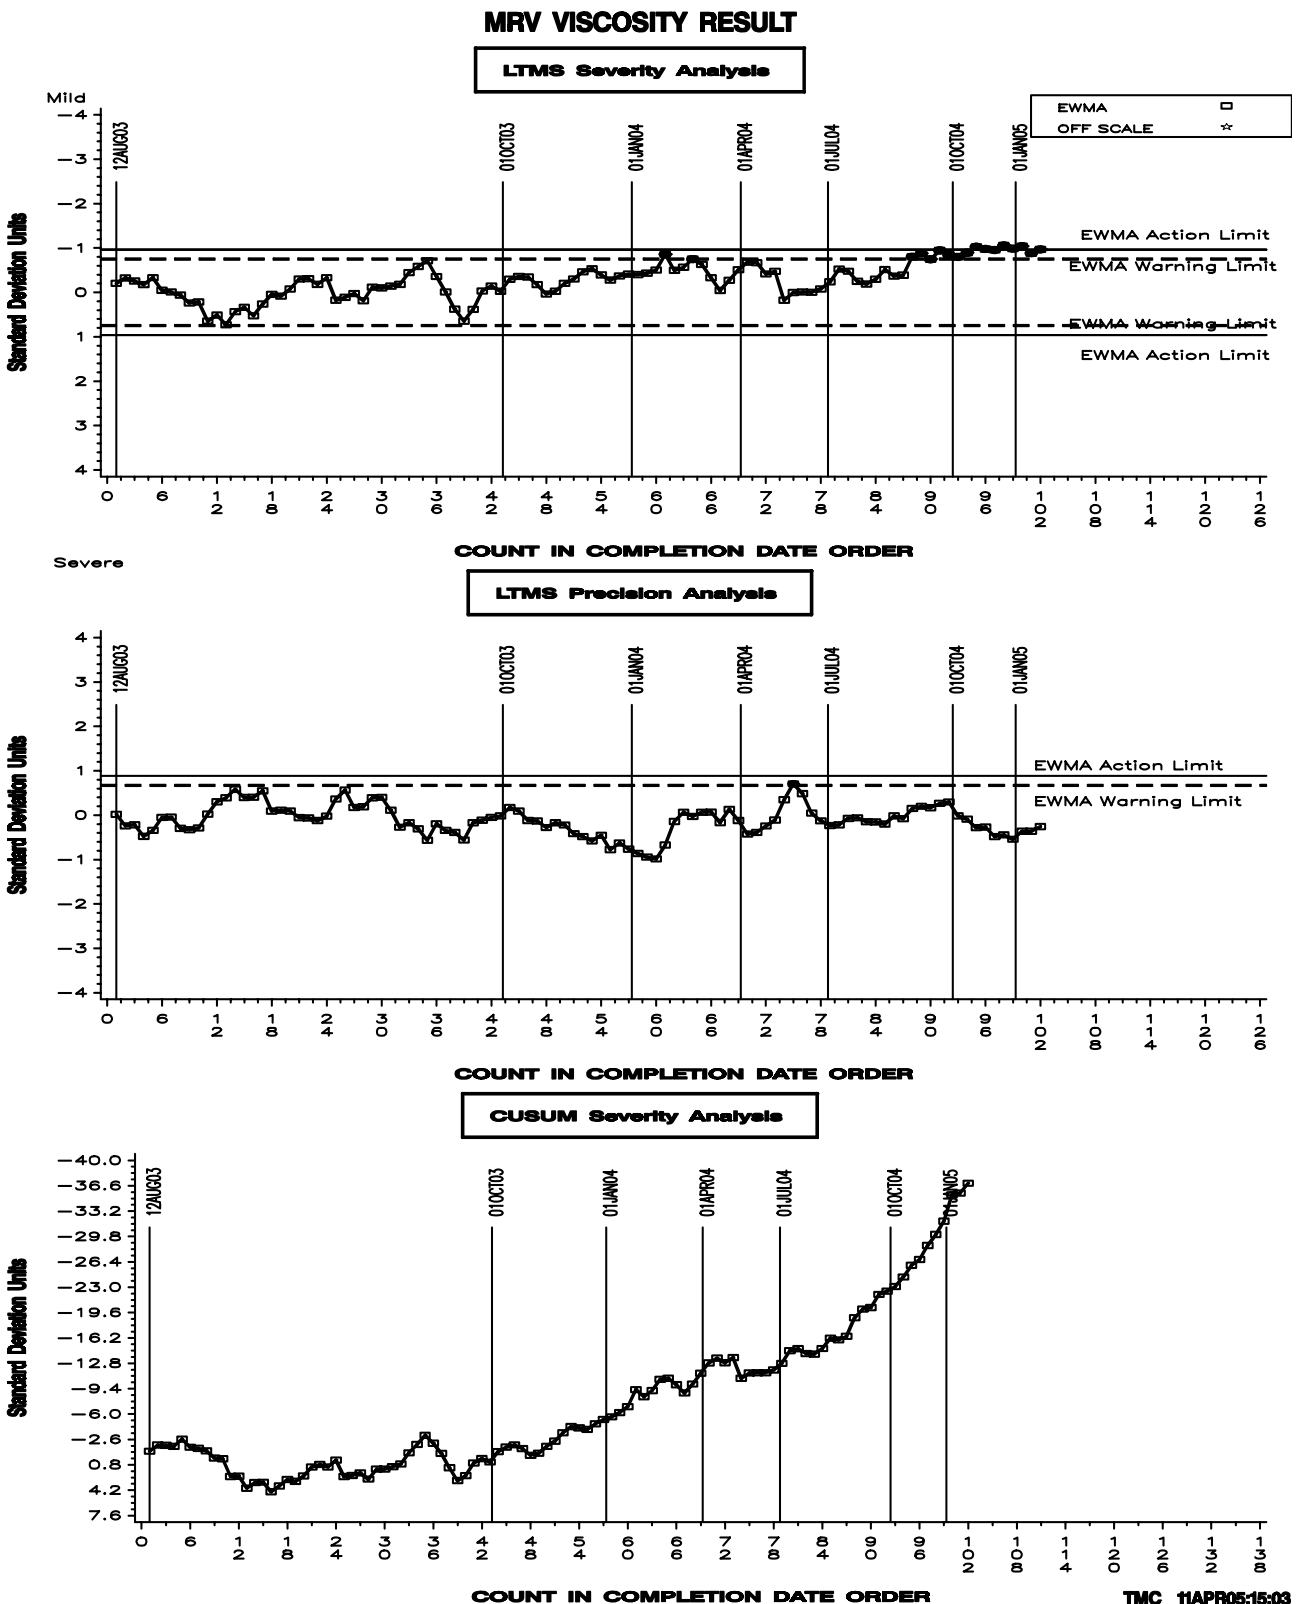 MRV VISCOSITY RESULT
LTMS Severity Analysis
Mild
EWMA
OFF SCALE
12AUG03 01OCT03 01JAN04 01APR04 01JUL04 01OCT04 01JAN05
Standard Deviation Units
-4
-3
-2
-1
0
1
2
3
4
EWMA Action Limit
EWMA Warning Limit
EWMA Warning Limit
EWMA Action Limit
0 6 12 18 24 30 36 42 48 54 60 66 72 78 84 90 96 102 108 114 120 126
COUNT IN COMPLETION DATE ORDER
Severe
LTMS Precision Analysis
12AUG03 01OCT03 01JAN04 01APR04 01JUL04 01OCT04 01JAN05
Standard Deviation Units
4
3
2
1
0
-1
-2
-3
-4
EWMA Action Limit
EWMA Warning Limit
0 6 12 18 24 30 36 42 48 54 60 66 72 78 84 90 96 102 108 114 120 126
COUNT IN COMPLETION DATE ORDER
CUSUM Severity Analysis
12AUG03 01OCT03 01JAN04 01APR04 01JUL04 01OCT04 01JAN05
Standard Deviation Units
-40.0
-36.6
-33.2
-29.8
-26.4
-23.0
-19.6
-16.2
-12.8
-9.4
-6.0
-2.6
0.8
4.2
7.6
0 6 12 18 24 30 36 42 48 54 60 66 72 78 84 90 96 102 108 114 120 126 132 138
COUNT IN COMPLETION DATE ORDER
TMC 11APR05:15:03